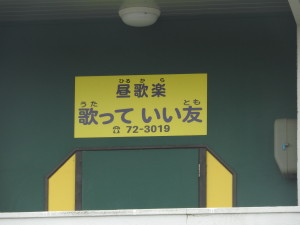 ひる か ら
昼歌楽
うた とも
歌って いい友
☎ 72-3019